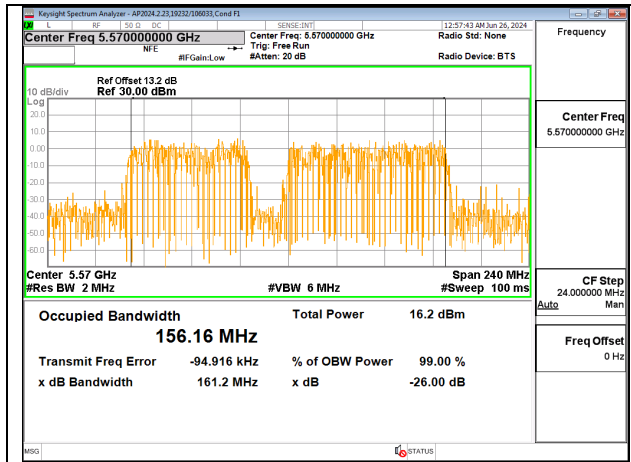 Keysight Spectrum Analyzer - AP2024.2.23,19232/106033,Cond F1
L RF 50 Ω DC SENSE:INT 12:57:43 AM Jun 26, 2024
Center Freq 5.570000000 GHz Center Freq: 5.570000000 GHz Radio Std: None
NFE Trig: Free Run
#IFGain:Low #Atten: 20 dB Radio Device: BTS
Frequency
Ref Offset 13.2 dB
10 dB/div Ref 30.00 dBm
Log
20.0
10.0
0.00
-10.0
-20.0
-30.0
-40.0
-50.0
-60.0
Center 5.57 GHz Span 240 MHz
#Res BW 2 MHz #VBW 6 MHz #Sweep 100 ms
Occupied Bandwidth Total Power 16.2 dBm
156.16 MHz
Transmit Freq Error -94.916 kHz % of OBW Power 99.00 %
x dB Bandwidth 161.2 MHz x dB -26.00 dB
Center Freq
5.570000000 GHz
CF Step
24.000000 MHz
Auto Man
Freq Offset
0 Hz
MSG STATUS